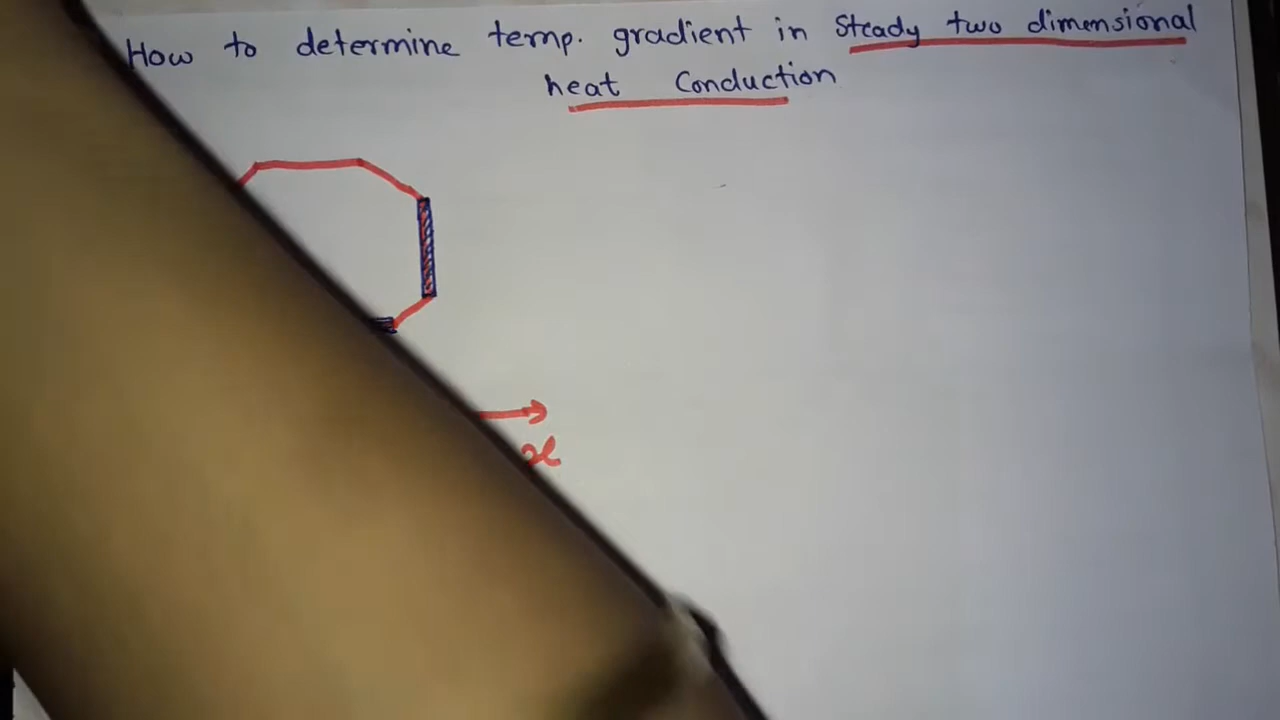 How to determine temp. gradient in Steady two dimensional
heat Conduction
x